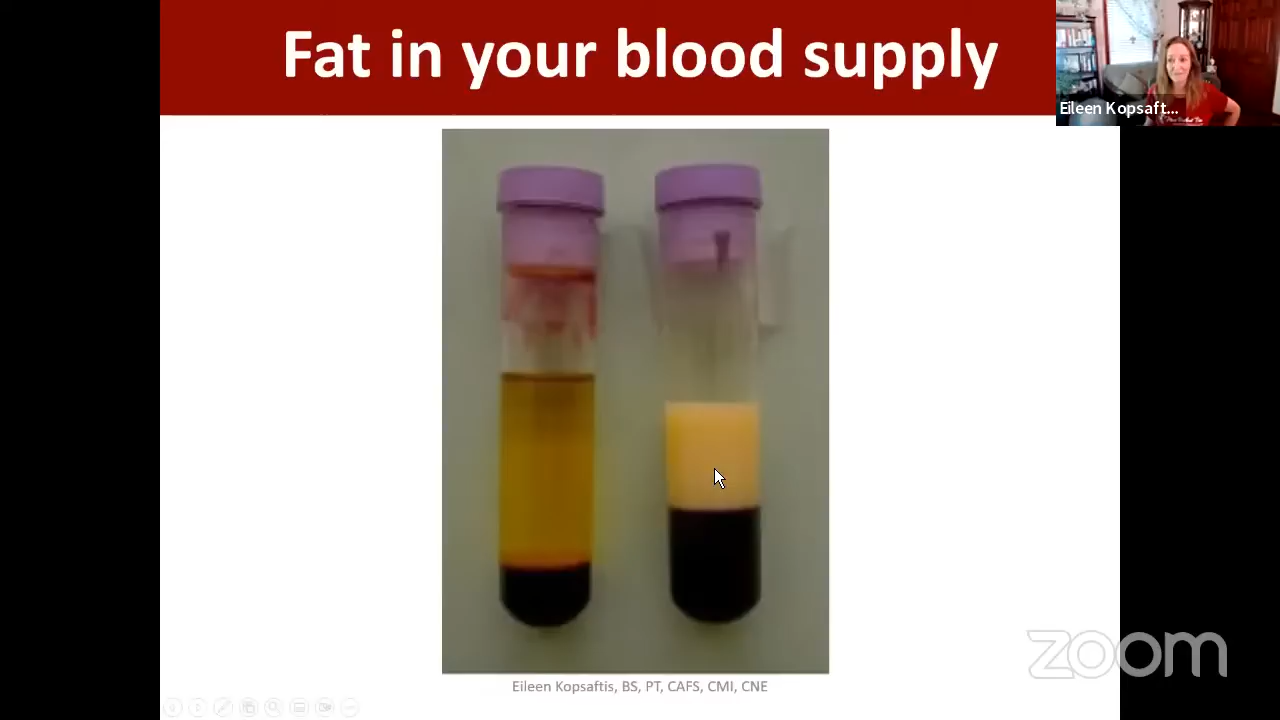 Fat in your blood supply
Eileen Kopsaft...
Eileen Kopsaftis, BS, PT, CAFS, CMI, CNE
zoom